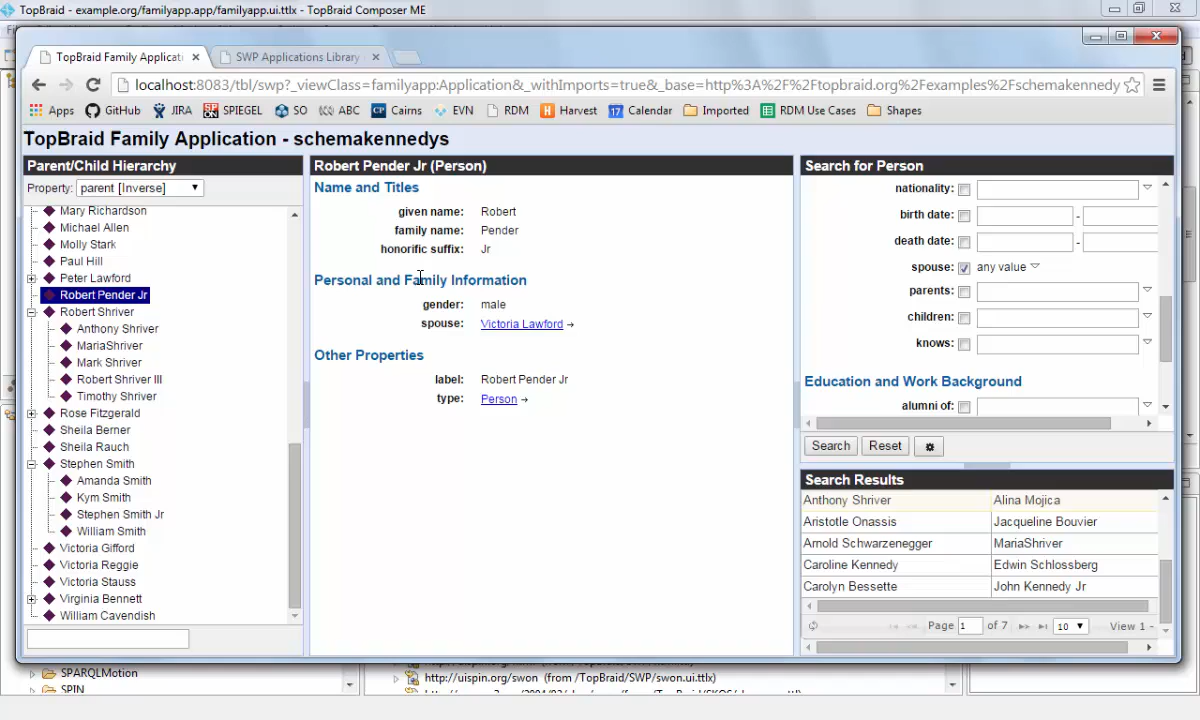 TopBraid - example.org/familyapp.app/familyapp.ui.ttlx - TopBraid Composer ME
TopBraid Family Applicati
SWP Applications Library
localhost:8083/tbl/swp?_viewClass=familyapp:Application&_withImports=true&_base=http%3A%2F%2Ftopbraid.org%2Fexamples%2Fschemakennedy
Apps GitHub JIRA SPIEGEL SO ABC Cairns EVN RDM Harvest Calendar Imported RDM Use Cases Shapes
TopBraid Family Application - schemakennedys
Parent/Child Hierarchy
Property: parent [Inverse]
Mary Richardson
Michael Allen
Molly Stark
Paul Hill
Peter Lawford
Robert Pender Jr
Robert Shriver
Anthony Shriver
MariaShriver
Mark Shriver
Robert Shriver III
Timothy Shriver
Rose Fitzgerald
Sheila Berner
Sheila Rauch
Stephen Smith
Amanda Smith
Kym Smith
Stephen Smith Jr
William Smith
Victoria Gifford
Victoria Reggie
Victoria Stauss
Virginia Bennett
William Cavendish
Robert Pender Jr (Person)
Name and Titles
given name: Robert
family name: Pender
honorific suffix: Jr
Personal and Family Information
gender: male
spouse: Victoria Lawford →
Other Properties
label: Robert Pender Jr
type: Person →
Search for Person
nationality:
birth date: -
death date: -
spouse: any value
parents:
children:
knows:
Education and Work Background
alumni of:
Search Reset
Search Results
Anthony Shriver Alina Mojica
Aristotle Onassis Jacqueline Bouvier
Arnold Schwarzenegger MariaShriver
Caroline Kennedy Edwin Schlossberg
Carolyn Bessette John Kennedy Jr
Page 1 of 7 10 View 1 -
SPARQLMotion
SPIN
http://uispin.org/swon (from /TopBraid/SWP/swon.ui.ttlx)